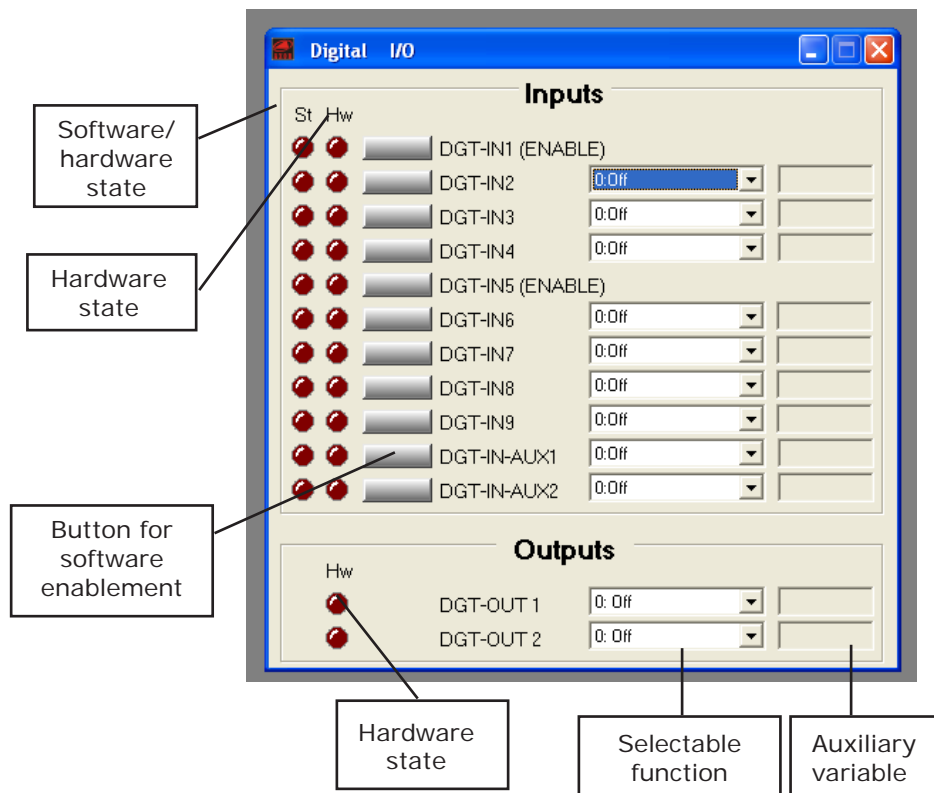 Digital I/O
Inputs
St Hw
DGT-IN1 (ENABLE)
DGT-IN2 0:Off
DGT-IN3 0:Off
DGT-IN4 0:Off
DGT-IN5 (ENABLE)
DGT-IN6 0:Off
DGT-IN7 0:Off
DGT-IN8 0:Off
DGT-IN9 0:Off
DGT-IN-AUX1 0:Off
DGT-IN-AUX2 0:Off
Outputs
Hw
DGT-OUT 1 0: Off
DGT-OUT 2 0: Off
Software/
hardware
state
Hardware
state
Button for
software
enablement
Hardware
state
Selectable
function
Auxiliary
variable